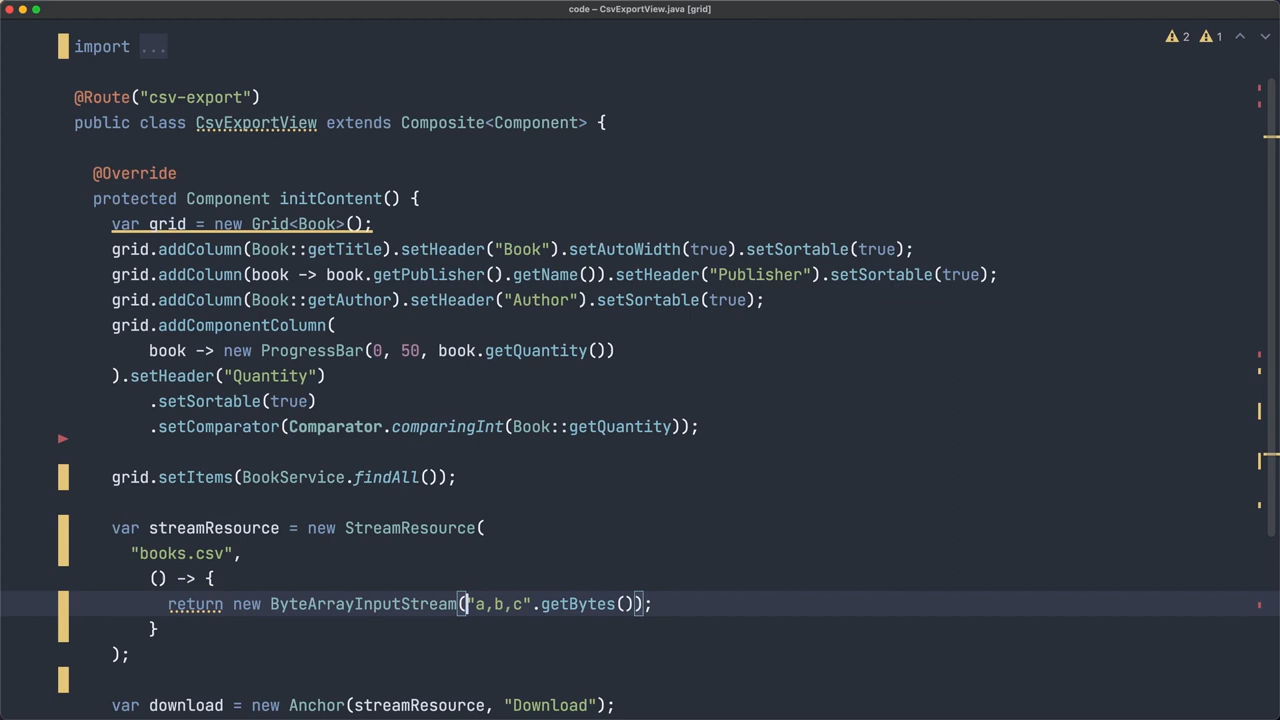 code – CsvExportView.java [grid]
import ...
2 1
@Route("csv-export")
public class CsvExportView extends Composite<Component> {
@Override
protected Component initContent() {
var grid = new Grid<Book>();
grid.addColumn(Book::getTitle).setHeader("Book").setAutoWidth(true).setSortable(true);
grid.addColumn(book -> book.getPublisher().getName()).setHeader("Publisher").setSortable(true);
grid.addColumn(Book::getAuthor).setHeader("Author").setSortable(true);
grid.addComponentColumn(
book -> new ProgressBar(0, 50, book.getQuantity())
).setHeader("Quantity")
.setSortable(true)
.setComparator(Comparator.comparingInt(Book::getQuantity));
grid.setItems(BookService.findAll());
var streamResource = new StreamResource(
"books.csv",
() -> {
return new ByteArrayInputStream("a,b,c".getBytes());
}
);
var download = new Anchor(streamResource, "Download");